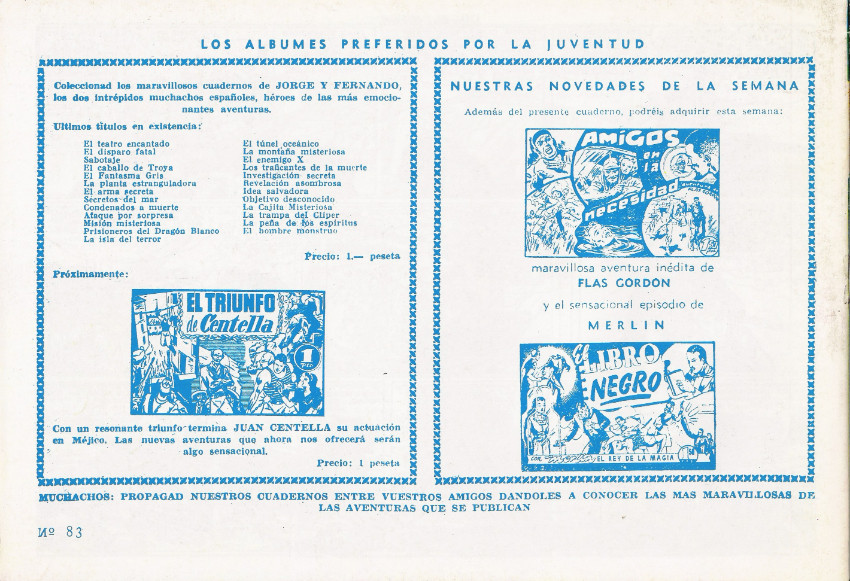 LOS ALBUMES PREFERIDOS POR LA JUVENTUD
Coleccionad los maravillosos cuadernos de JORGE Y FERNANDO,
los dos intrépidos muchachos españoles, héroes de las más emocio-
nantes aventuras.
Ultimos títulos en existencia:
El teatro encantado
El disparo fatal
Sabotaje
El caballo de Troya
El Fantasma Gris
La planta estranguladora
El arma secreta
Secretos del mar
Condenados a muerte
Ataque por sorpresa
Misión misteriosa
Prisioneros del Dragón Blanco
La isla del terror
El túnel oceánico
La montaña misteriosa
El enemigo X
Los traficantes de la muerte
Investigación secreta
Revelación asombrosa
Idea salvadora
Objetivo desconocido
La Cajita Misteriosa
La trampa del Clíper
La peña de los espíritus
El hombre monstruo
Precio: 1.— peseta
Próximamente:
EL TRIUNFO
de Centella
1
Con un resonante triunfo termina JUAN CENTELLA su actuación
en Méjico. Las nuevas aventuras que ahora nos ofrecerá serán
algo sensacional.
Precio: 1 peseta
NUESTRAS NOVEDADES DE LA SEMANA
Además del presente cuaderno, podréis adquirir esta semana:
AMIGOS
en
la
necesidad
maravillosa aventura inédita de
FLAS GORDON
y el sensacional episodio de
MERLIN
El LIBRO
NEGRO
EL REY DE LA MAGIA
MUCHACHOS: PROPAGAD NUESTROS CUADERNOS ENTRE VUESTROS AMIGOS DANDOLES A CONOCER LAS MAS MARAVILLOSAS DE
LAS AVENTURAS QUE SE PUBLICAN
Nº 83